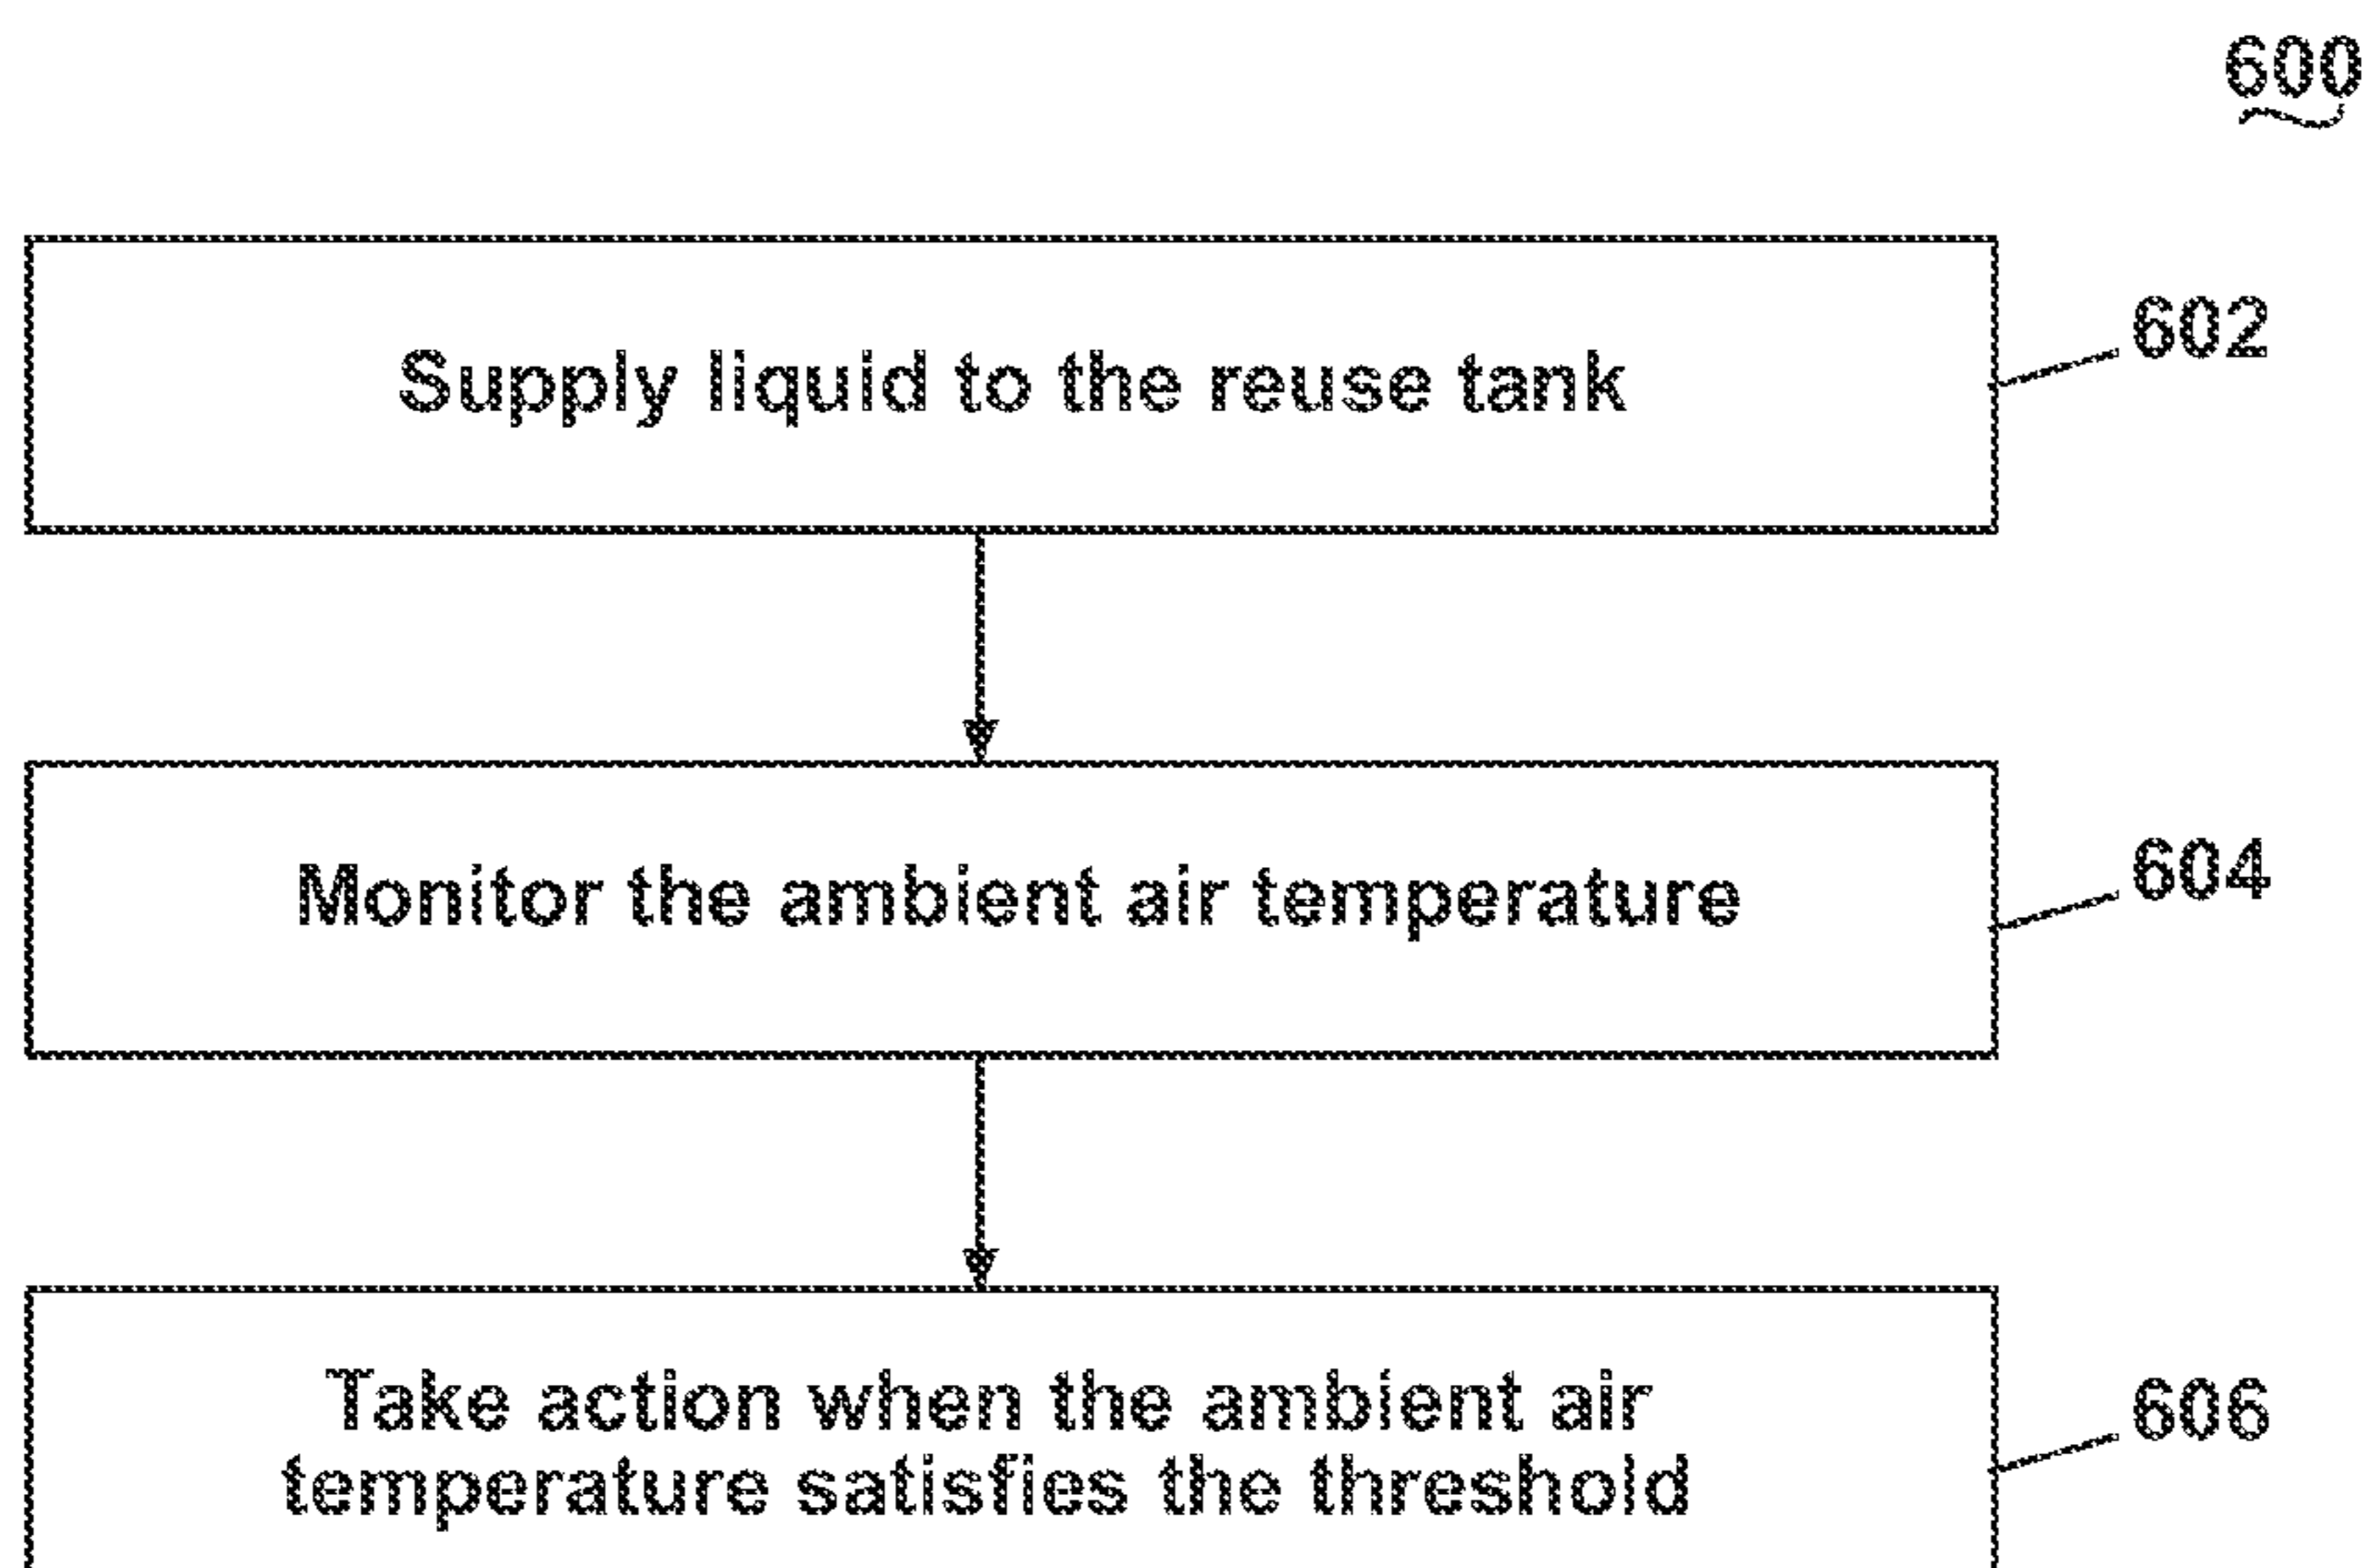 600
Supply liquid to the reuse tank
602
Monitor the ambient air temperature
604
Take action when the ambient air
temperature satisfies the threshold
606